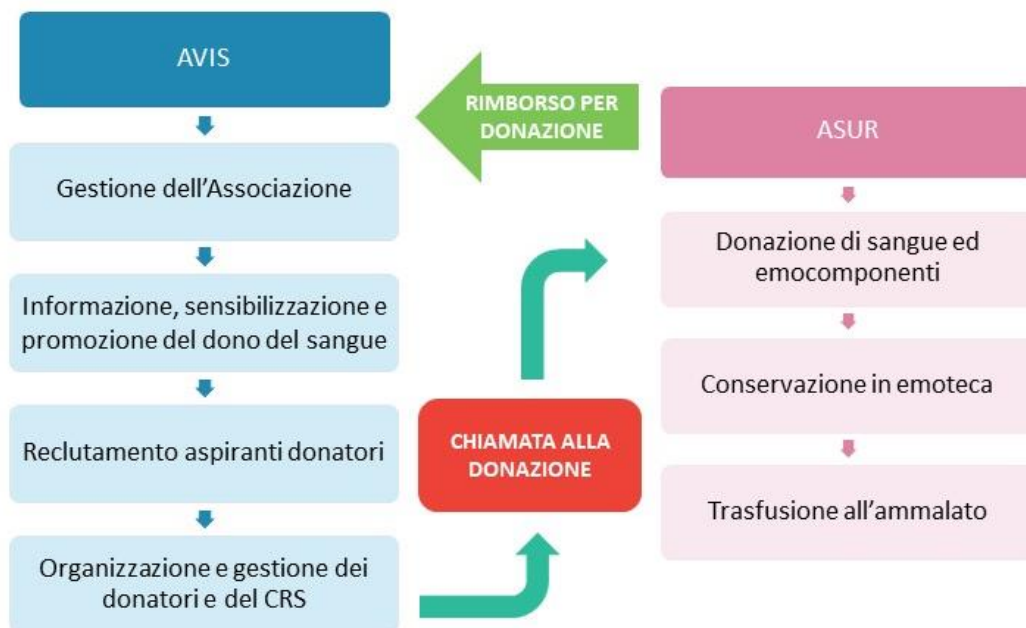 AVIS
Gestione dell'Associazione
Informazione, sensibilizzazione e
promozione del dono del sangue
Reclutamento aspiranti donatori
Organizzazione e gestione dei
donatori e del CRS
CHIAMATA ALLA
DONAZIONE
RIMBORSO PER
DONAZIONE
ASUR
Donazione di sangue ed
emocomponenti
Conservazione in emoteca
Trasfusione all'ammalato